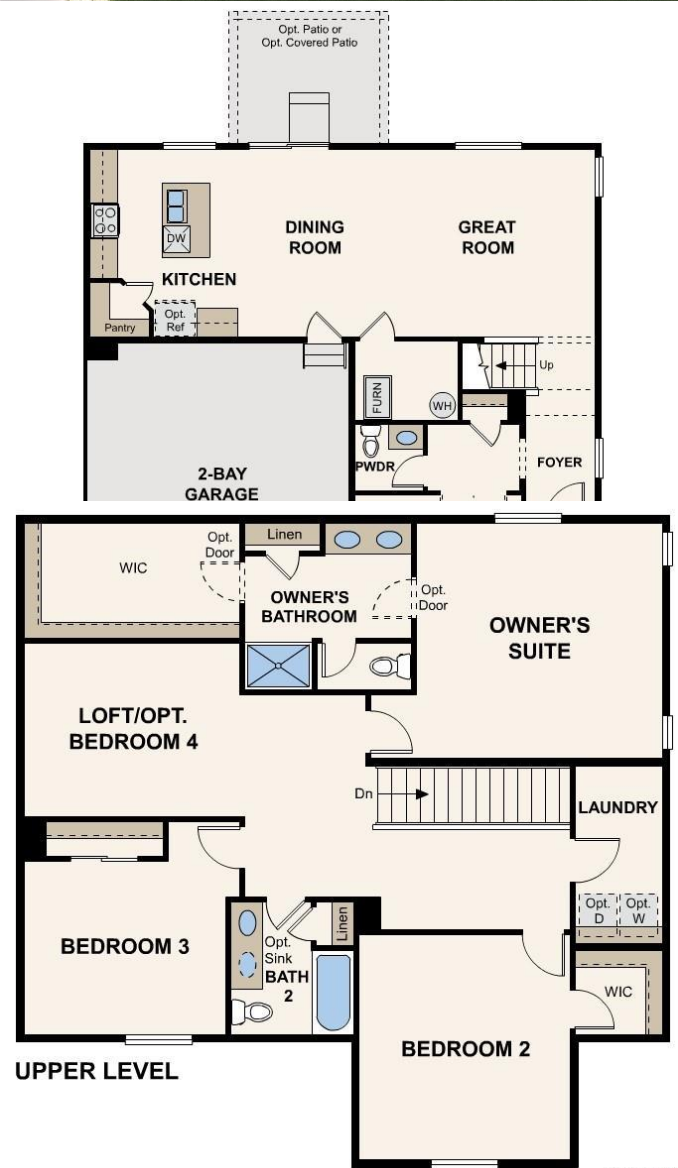 Opt. Patio or
Opt. Covered Patio
DW
DINING
ROOM
GREAT
ROOM
KITCHEN
Pantry
Opt.
Ref
Up
FURN
WH
PWDR
FOYER
2-BAY
GARAGE
WIC
Opt.
Door
Linen
OWNER'S
BATHROOM
Opt.
Door
OWNER'S
SUITE
LOFT/OPT.
BEDROOM 4
Dn
LAUNDRY
Opt.
D
Opt.
W
BEDROOM 3
Opt.
Sink
BATH
2
Linen
WIC
BEDROOM 2
UPPER LEVEL